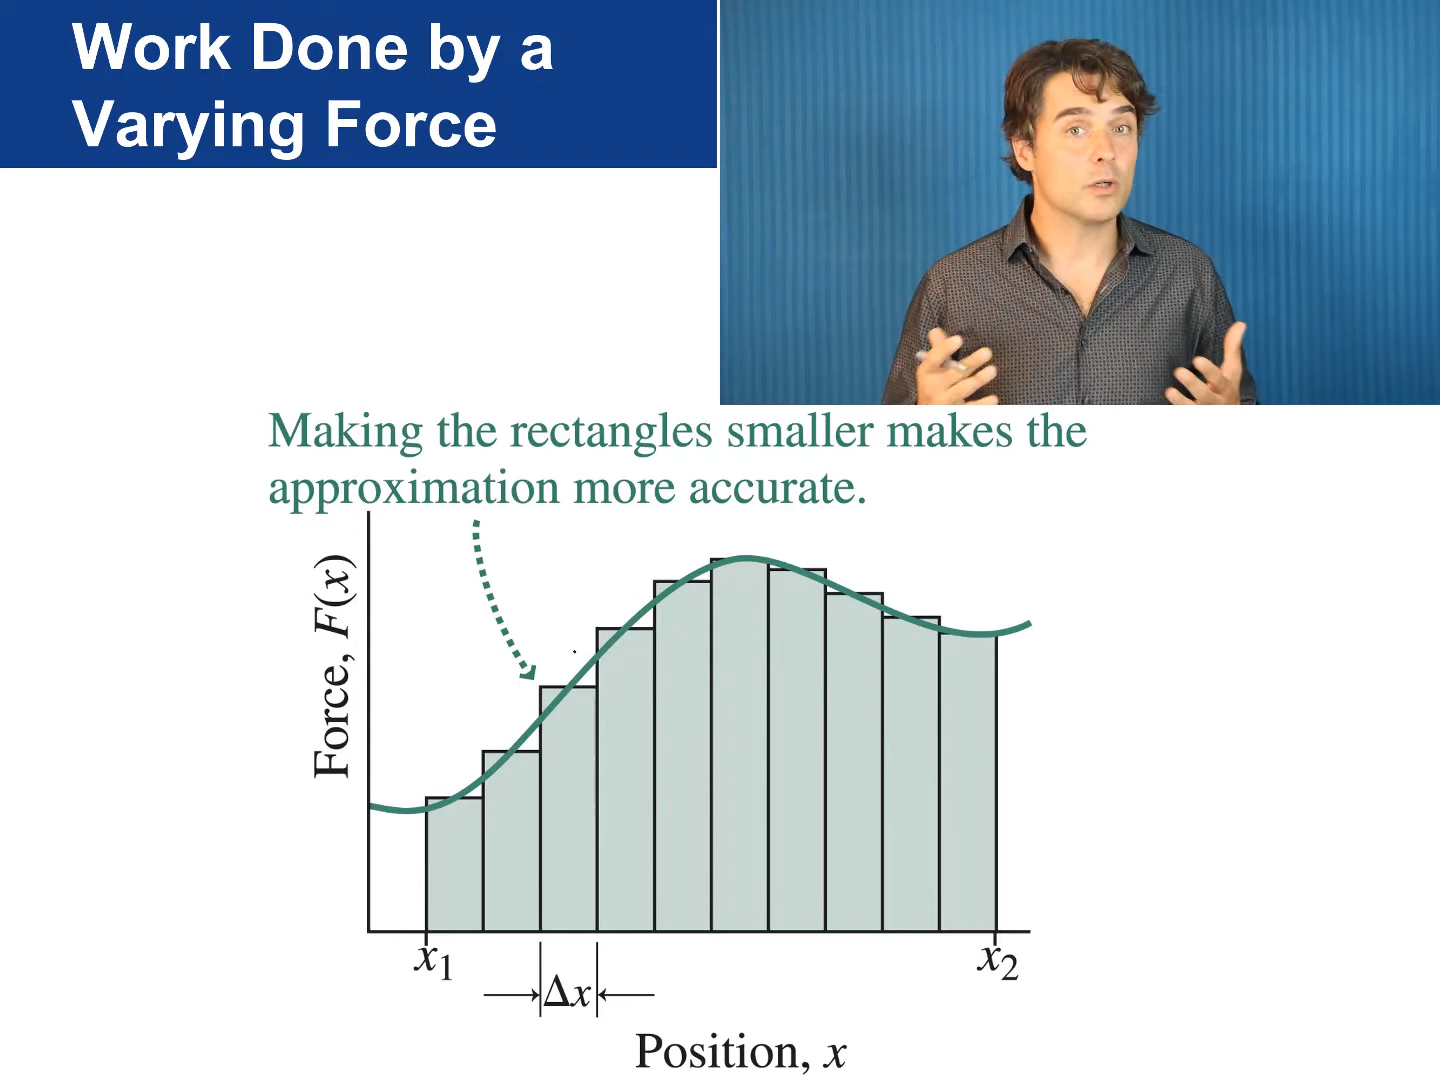 Work Done by a
Varying Force
Making the rectangles smaller makes the
approximation more accurate.
Force, F(x)
x₁
x₂
Δx
Position, x